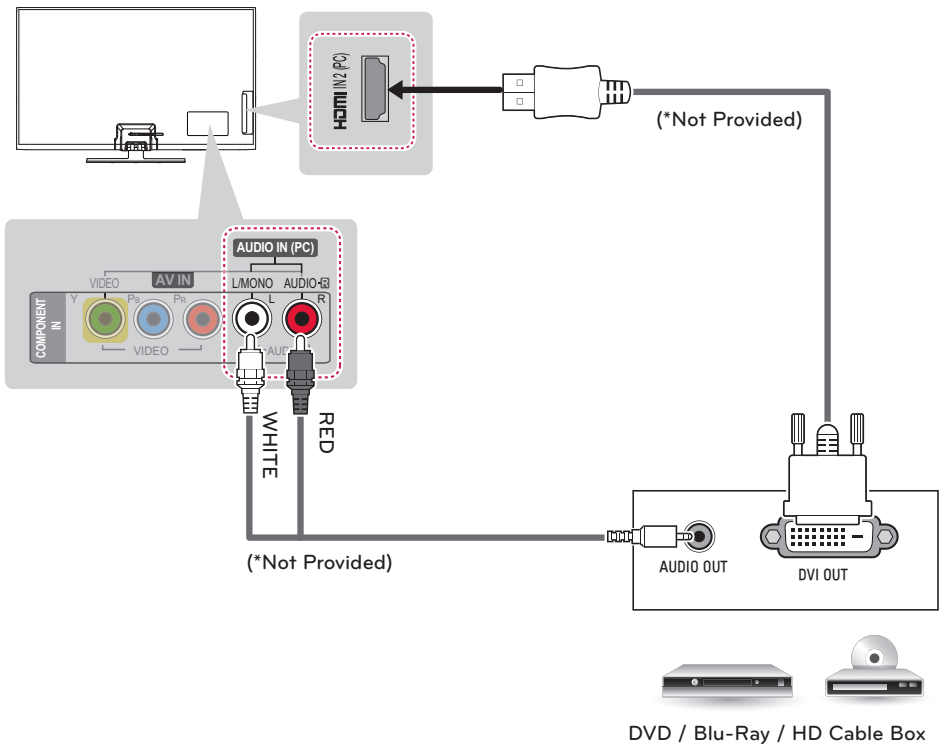 HDMI IN 2 (PC)
(*Not Provided)
AUDIO IN (PC)
VIDEO
AV IN
L/MONO
AUDIO-R
COMPONENT
IN
Y
PB
PR
L
R
VIDEO
WHITE
RED
(*Not Provided)
AUDIO OUT
DVI OUT
DVD / Blu-Ray / HD Cable Box